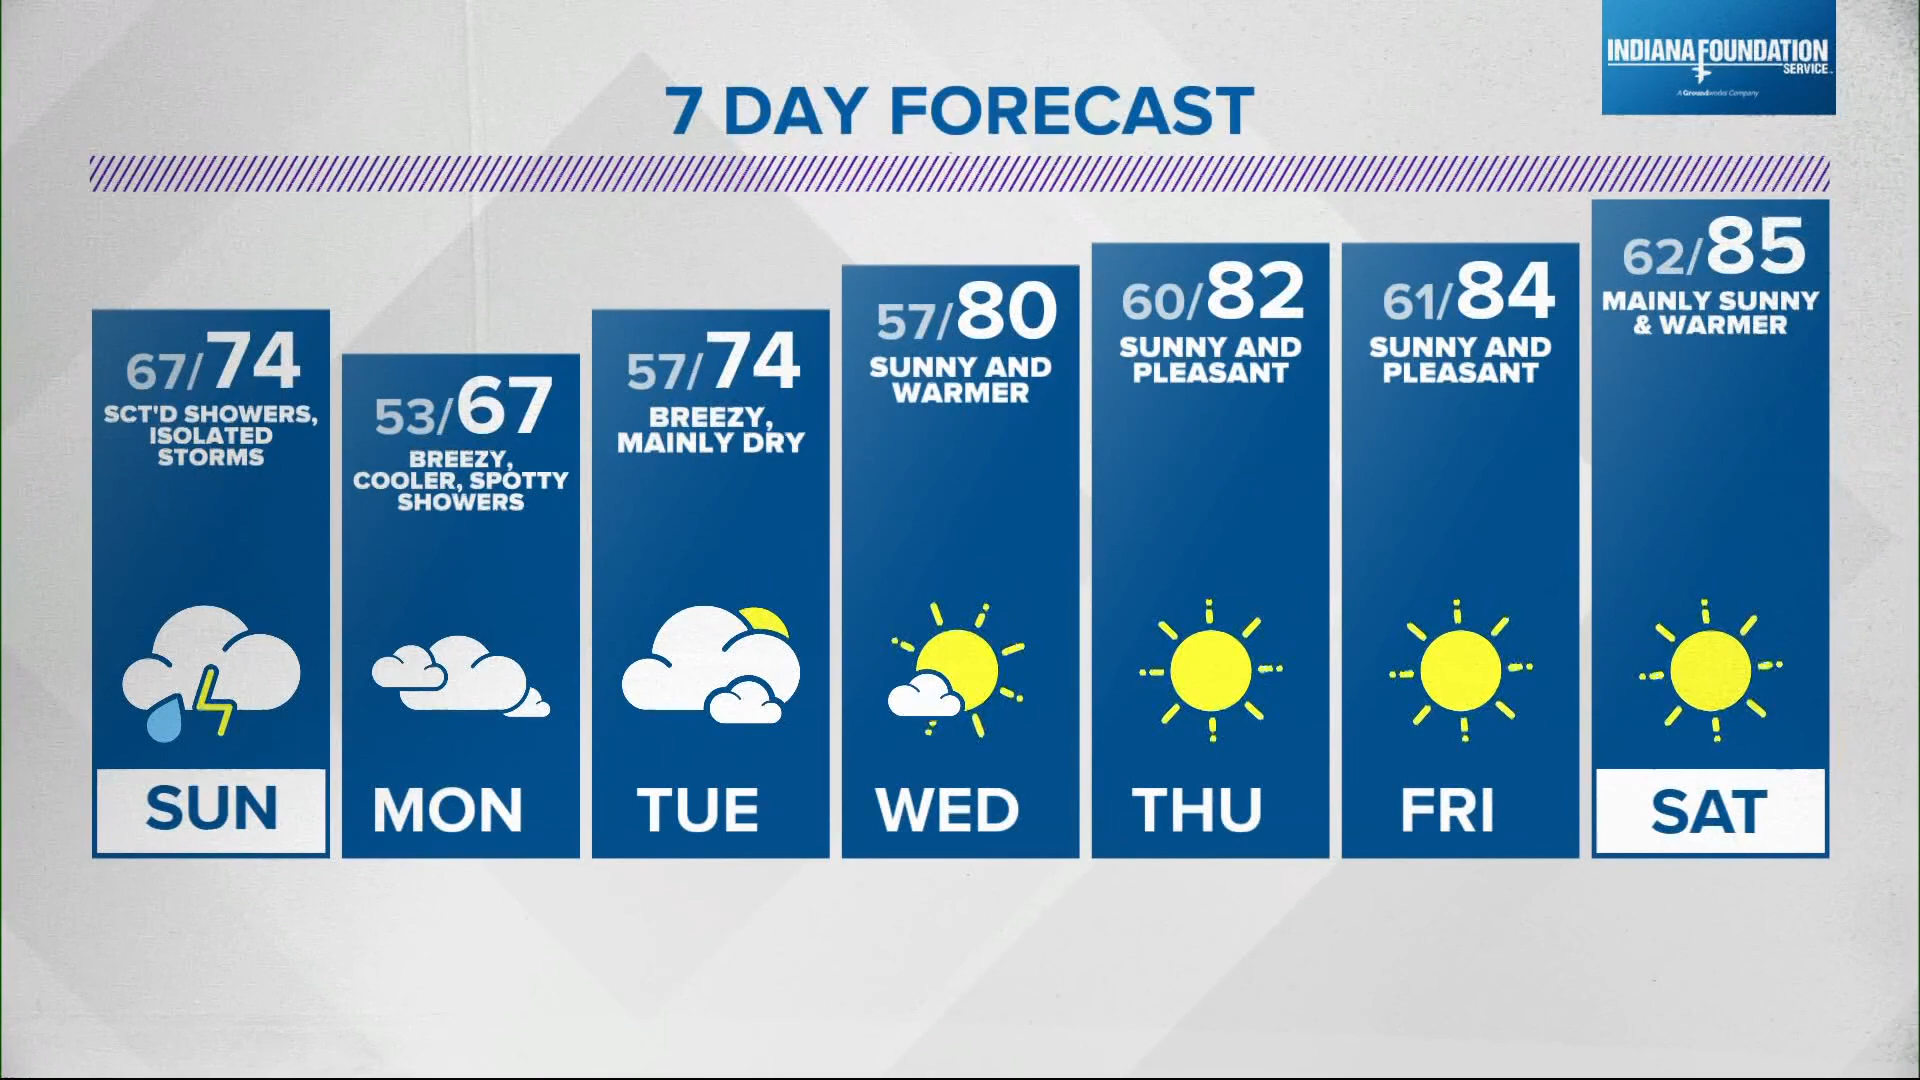 INDIANA FOUNDATION
SERVICE
A Groundworks Company
7 DAY FORECAST
67/74
SCT'D SHOWERS,
ISOLATED
STORMS
SUN
53/67
BREEZY,
COOLER, SPOTTY
SHOWERS
MON
57/74
BREEZY,
MAINLY DRY
TUE
57/80
SUNNY AND
WARMER
WED
60/82
SUNNY AND
PLEASANT
THU
61/84
SUNNY AND
PLEASANT
FRI
62/85
MAINLY SUNNY
& WARMER
SAT